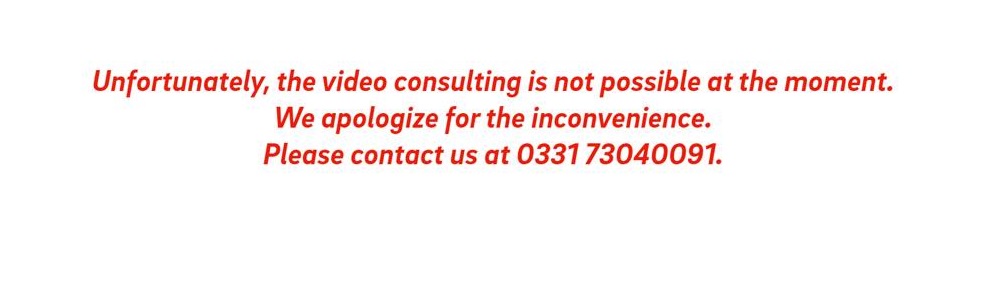 Unfortunately, the video consulting is not possible at the moment.
We apologize for the inconvenience.
Please contact us at 0331 73040091.